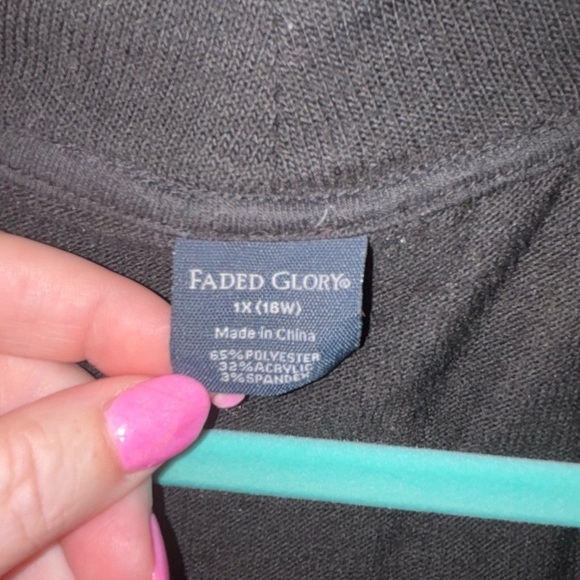 FADED GLORY®
1X (16W)
Made in China
65% POLYESTER
32% ACRYLIC
3% SPANDEX